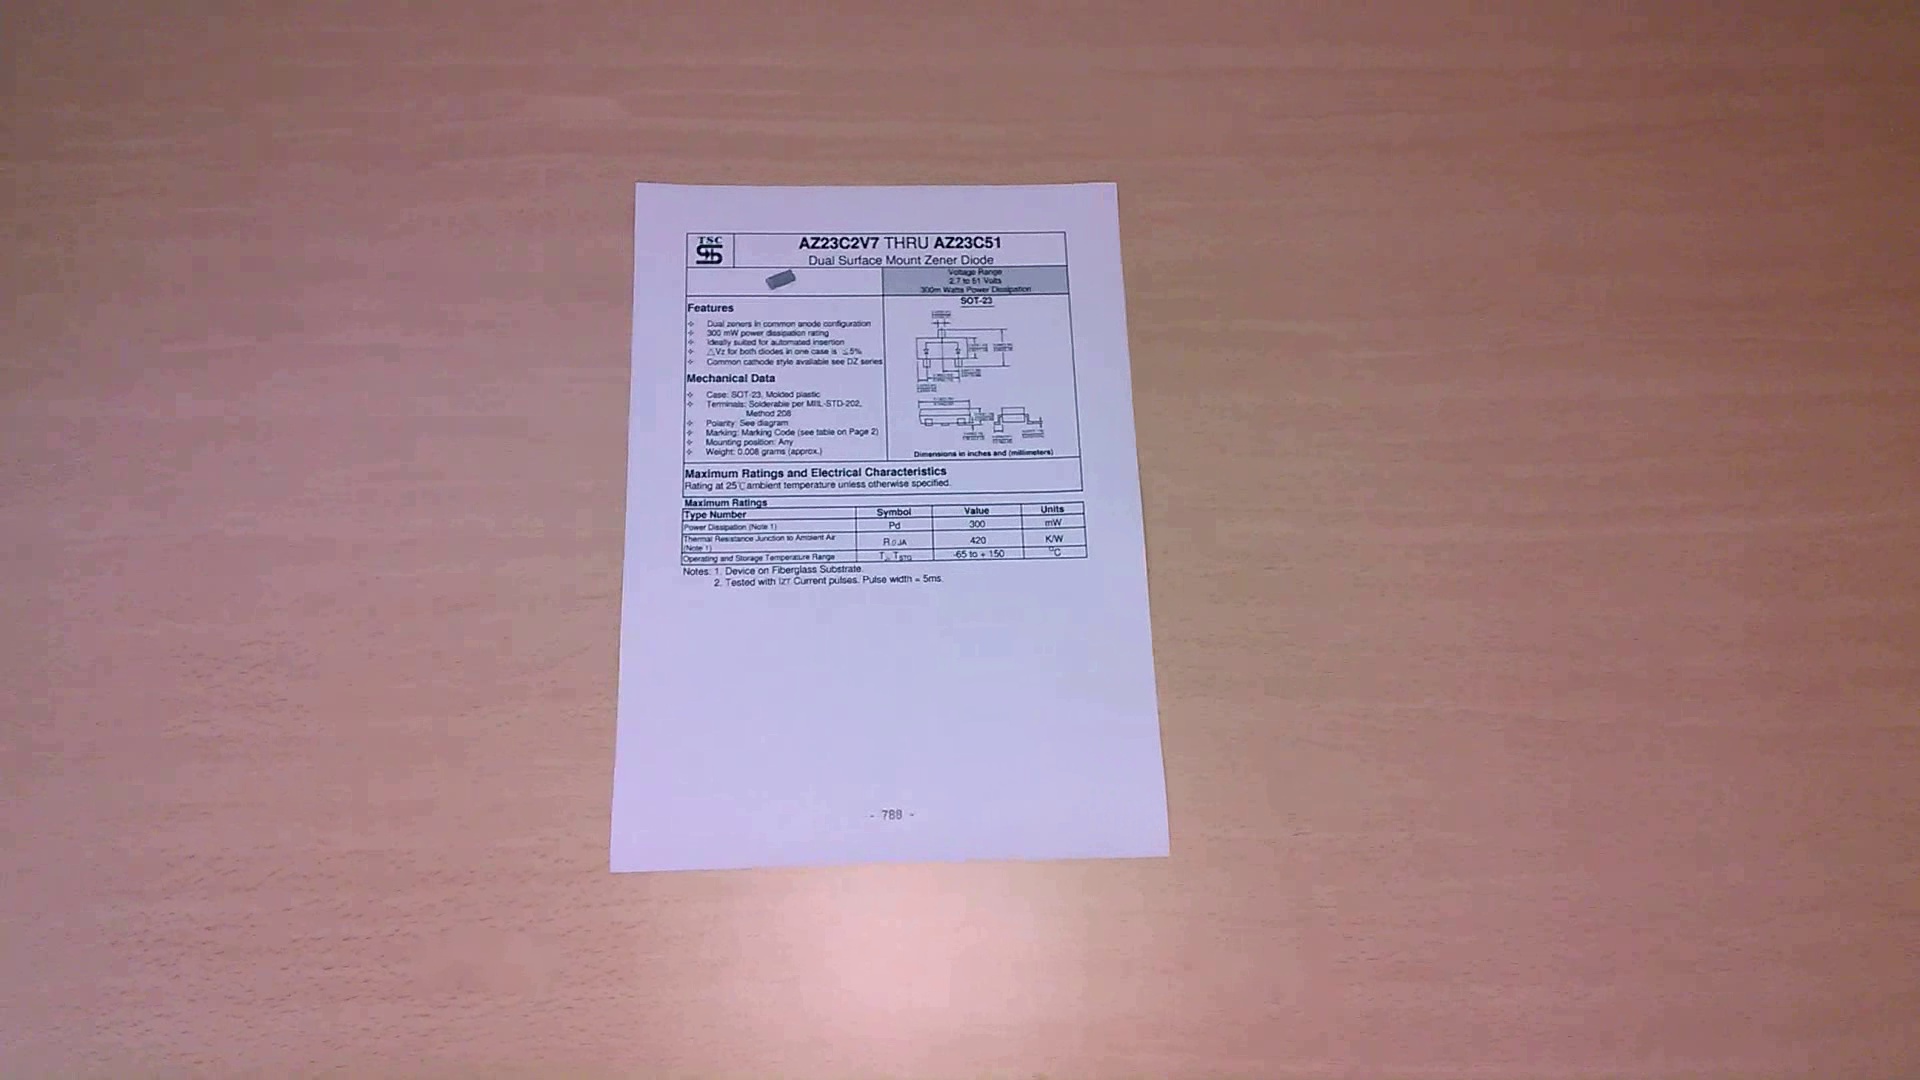 TSC
AZ23C2V7 THRU AZ23C51
Dual Surface Mount Zener Diode
Voltage Range
2.7 to 51 Volts
300m Watts Power Dissipation
SOT-23
Features
Dual zeners in common anode configuration
300 mW power dissipation rating
Ideally suited for automated insertion
△Vz for both diodes in one case is ≤5%
Common cathode style available see DZ series
Mechanical Data
Case: SOT-23, Molded plastic
Terminals: Solderable per MIIL-STD-202,
Method 208
Polarity: See diagram
Marking: Marking Code (see table on Page 2)
Mounting position: Any
Weight: 0.008 grams (approx.)
Dimensions in inches and (millimeters)
Maximum Ratings and Electrical Characteristics
Rating at 25℃ ambient temperature unless otherwise specified.
Maximum Ratings
Type Number Symbol Value Units
Power Dissipation (Note 1) Pd 300 mW
Thermal Resistance Junction to Ambient Air
(Note 1) RθJA 420 K/W
Operating and Storage Temperature Range TJ, TSTG -65 to + 150 °C
Notes: 1. Device on Fiberglass Substrate.
2. Tested with IZT Current pulses. Pulse width = 5ms.
- 788 -